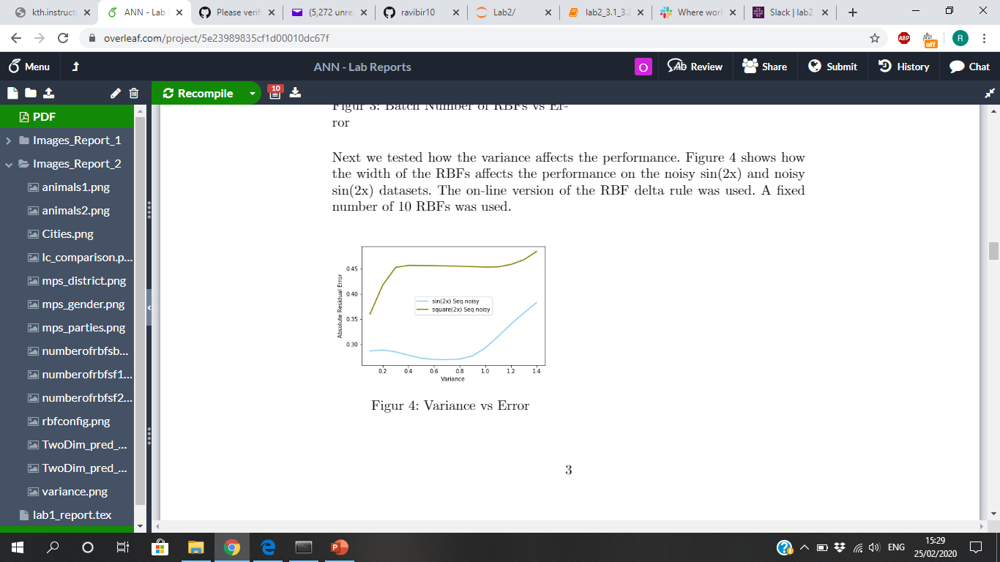 kth.instruct
ANN - Lab
Please verif
(5,272 unre
ravibir10
Lab2/
lab2_3.1_3.2
Where work
Slack | lab2
overleaf.com/project/5e23989835cf1d00010dc67f
ABP
off
R
Menu
ANN - Lab Reports
O
Review
Share
Submit
History
Chat
Recompile
10
PDF
Images_Report_1
Images_Report_2
animals1.png
animals2.png
Cities.png
lc_comparison.p...
mps_district.png
mps_gender.png
mps_parties.png
numberofrbfsb...
numberofrbfsf1...
numberofrbfsf2...
rbfconfig.png
TwoDim_pred_...
TwoDim_pred_...
variance.png
lab1_report.tex
Figur 3: Batch Number of RBFs vs Er-
ror
Next we tested how the variance affects the performance. Figure 4 shows how
the width of the RBFs affects the performance on the noisy sin(2x) and noisy
sin(2x) datasets. The on-line version of the RBF delta rule was used. A fixed
number of 10 RBFs was used.
Absolute Residual Error
0.45
0.40
0.35
0.30
sin(2x) Seq noisy
square(2x) Seq noisy
0.2 0.4 0.6 0.8 1.0 1.2 1.4
Variance
Figur 4: Variance vs Error
3
ENG
15:29
25/02/2020